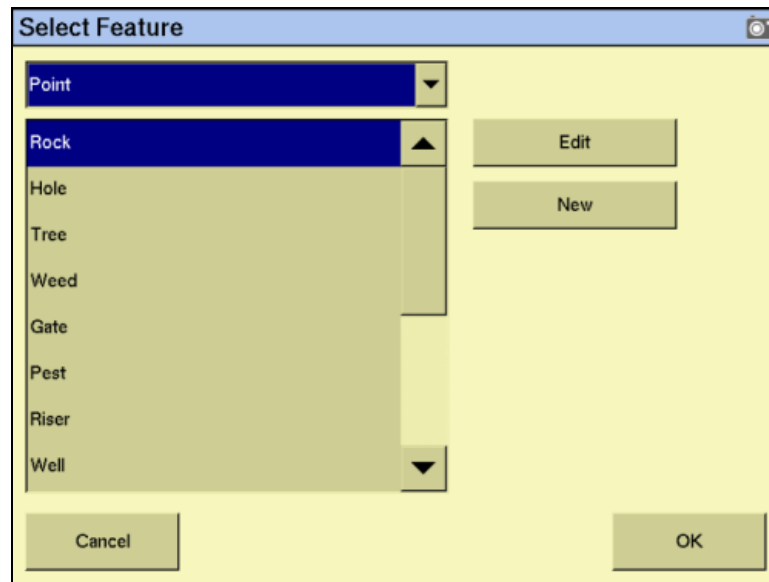 Select Feature
Point
Rock
Hole
Tree
Weed
Gate
Pest
Riser
Well
Edit
New
Cancel
OK